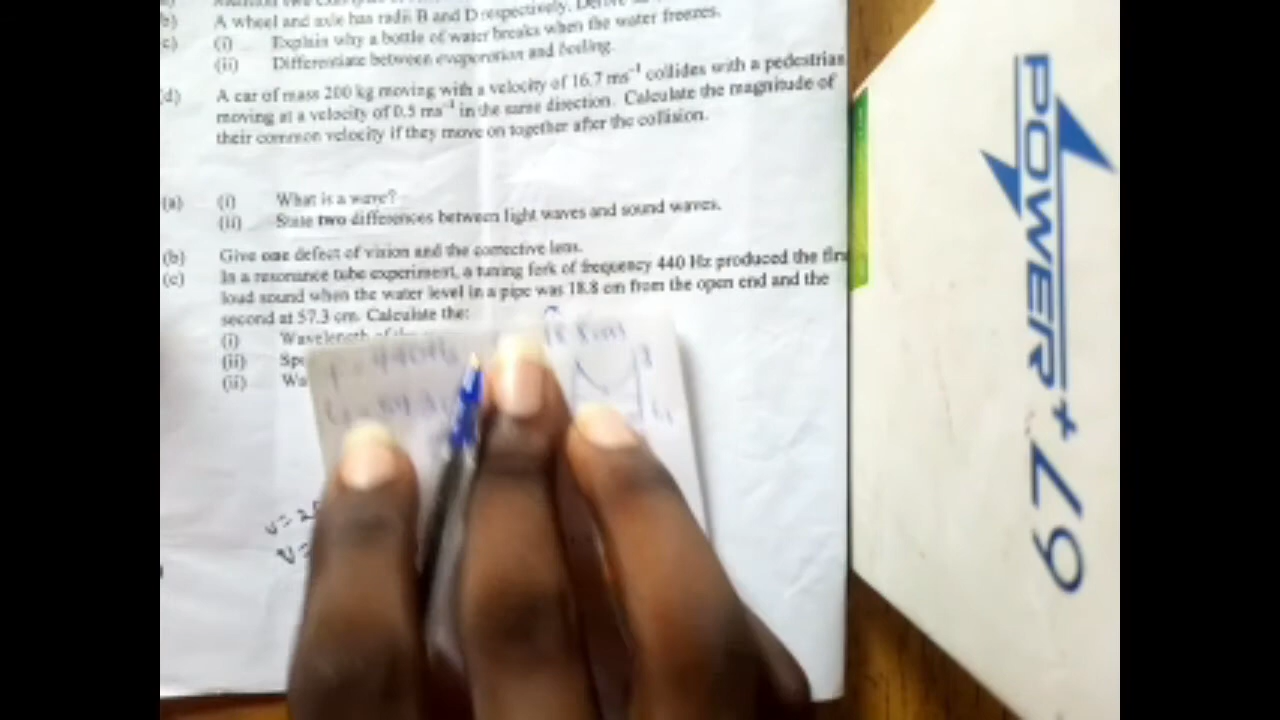 b) A wheel and axle has radii B and D respectively.
c) (i) Explain why a bottle of water breaks when the water freezes.
(ii) Differentiate between evaporation and boiling.
(d) A car of mass 200 kg moving with a velocity of 16.7 ms⁻¹ collides with a pedestrian
moving at a velocity of 0.5 ms⁻¹ in the same direction. Calculate the magnitude of
their common velocity if they move on together after the collision.
(a) (i) What is a wave?
(ii) State two differences between light waves and sound waves.
(b) Give one defect of vision and the corrective lens.
(c) In a resonance tube experiment, a tuning fork of frequency 440 Hz produced the
loud sound when the water level in a pipe was 18.8 cm from the open end and the
second at 57.3 cm. Calculate the:
(i) Wavelength of the
(ii) Spe
(ii) Wa
POWER+ L9